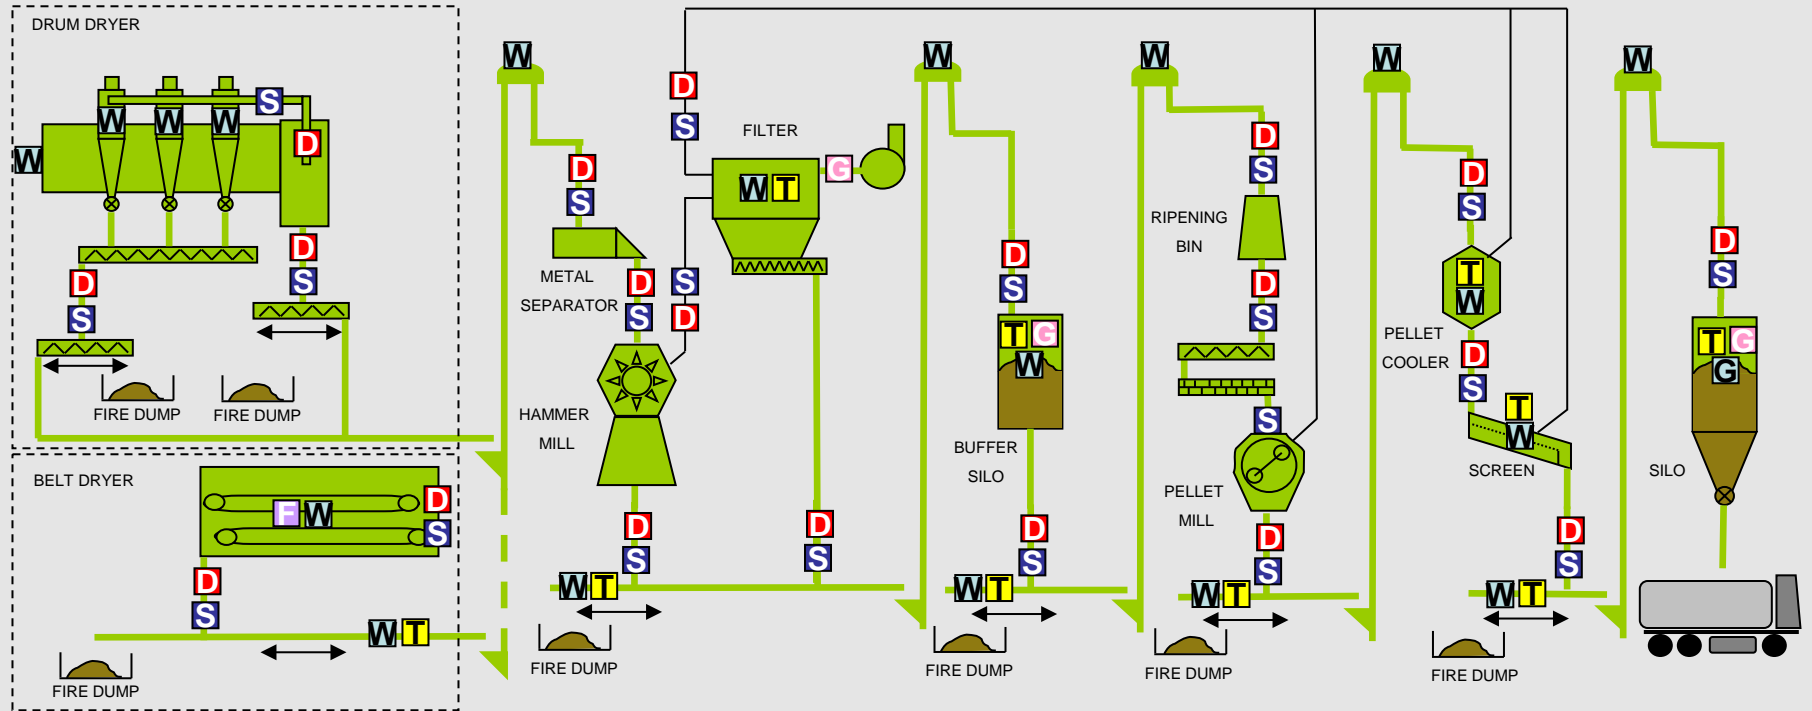 DRUM DRYER
S
W W W
D
W
D
S
D
S
FIRE DUMP
FIRE DUMP
BELT DRYER
F W
D
S
D
S
W T
FIRE DUMP
W
D
S
METAL
SEPARATOR
D
S
HAMMER
MILL
D
S
W T
FIRE DUMP
D
S
FILTER
W T
G
S
D
D
S
W
D
S
T G
W
BUFFER
SILO
D
S
W T
FIRE DUMP
W
D
S
RIPENING
BIN
D
S
S
PELLET
MILL
D
S
W T
FIRE DUMP
W
D
S
T
W
PELLET
COOLER
D
S
T
W
SCREEN
D
S
W T
FIRE DUMP
W
D
S
T G
G
SILO